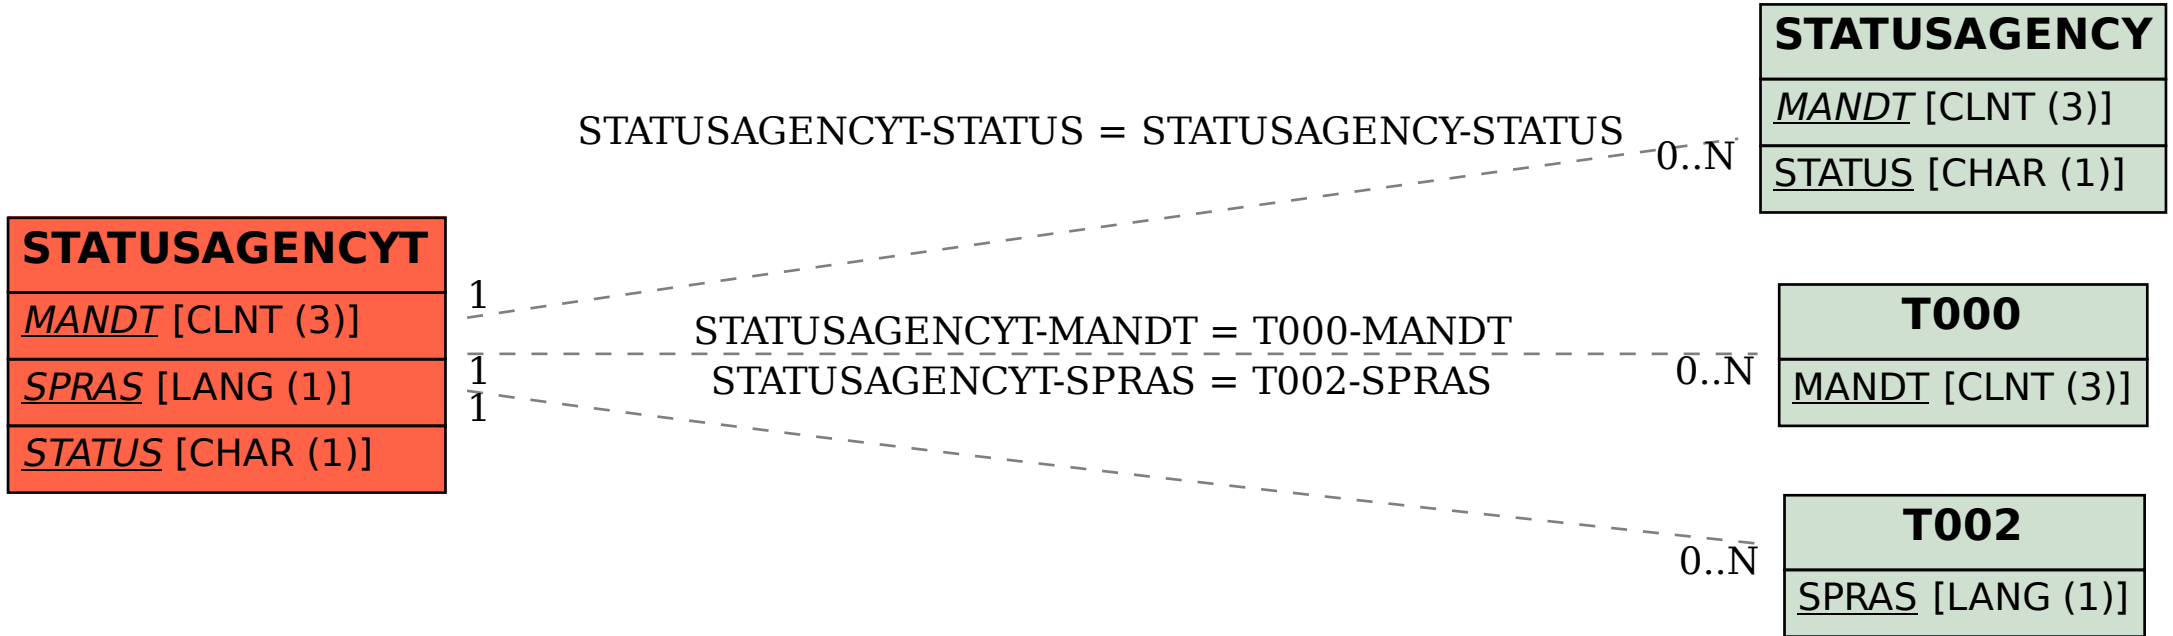 STATUSAGENCY
MANDT [CLNT (3)]
STATUS [CHAR (1)]
STATUSAGENCYT-STATUS = STATUSAGENCY-STATUS
0..N
1
STATUSAGENCYT
MANDT [CLNT (3)]
SPRAS [LANG (1)]
STATUS [CHAR (1)]
STATUSAGENCYT-MANDT = T000-MANDT
1
0..N
T000
MANDT [CLNT (3)]
STATUSAGENCYT-SPRAS = T002-SPRAS
1
0..N
T002
SPRAS [LANG (1)]